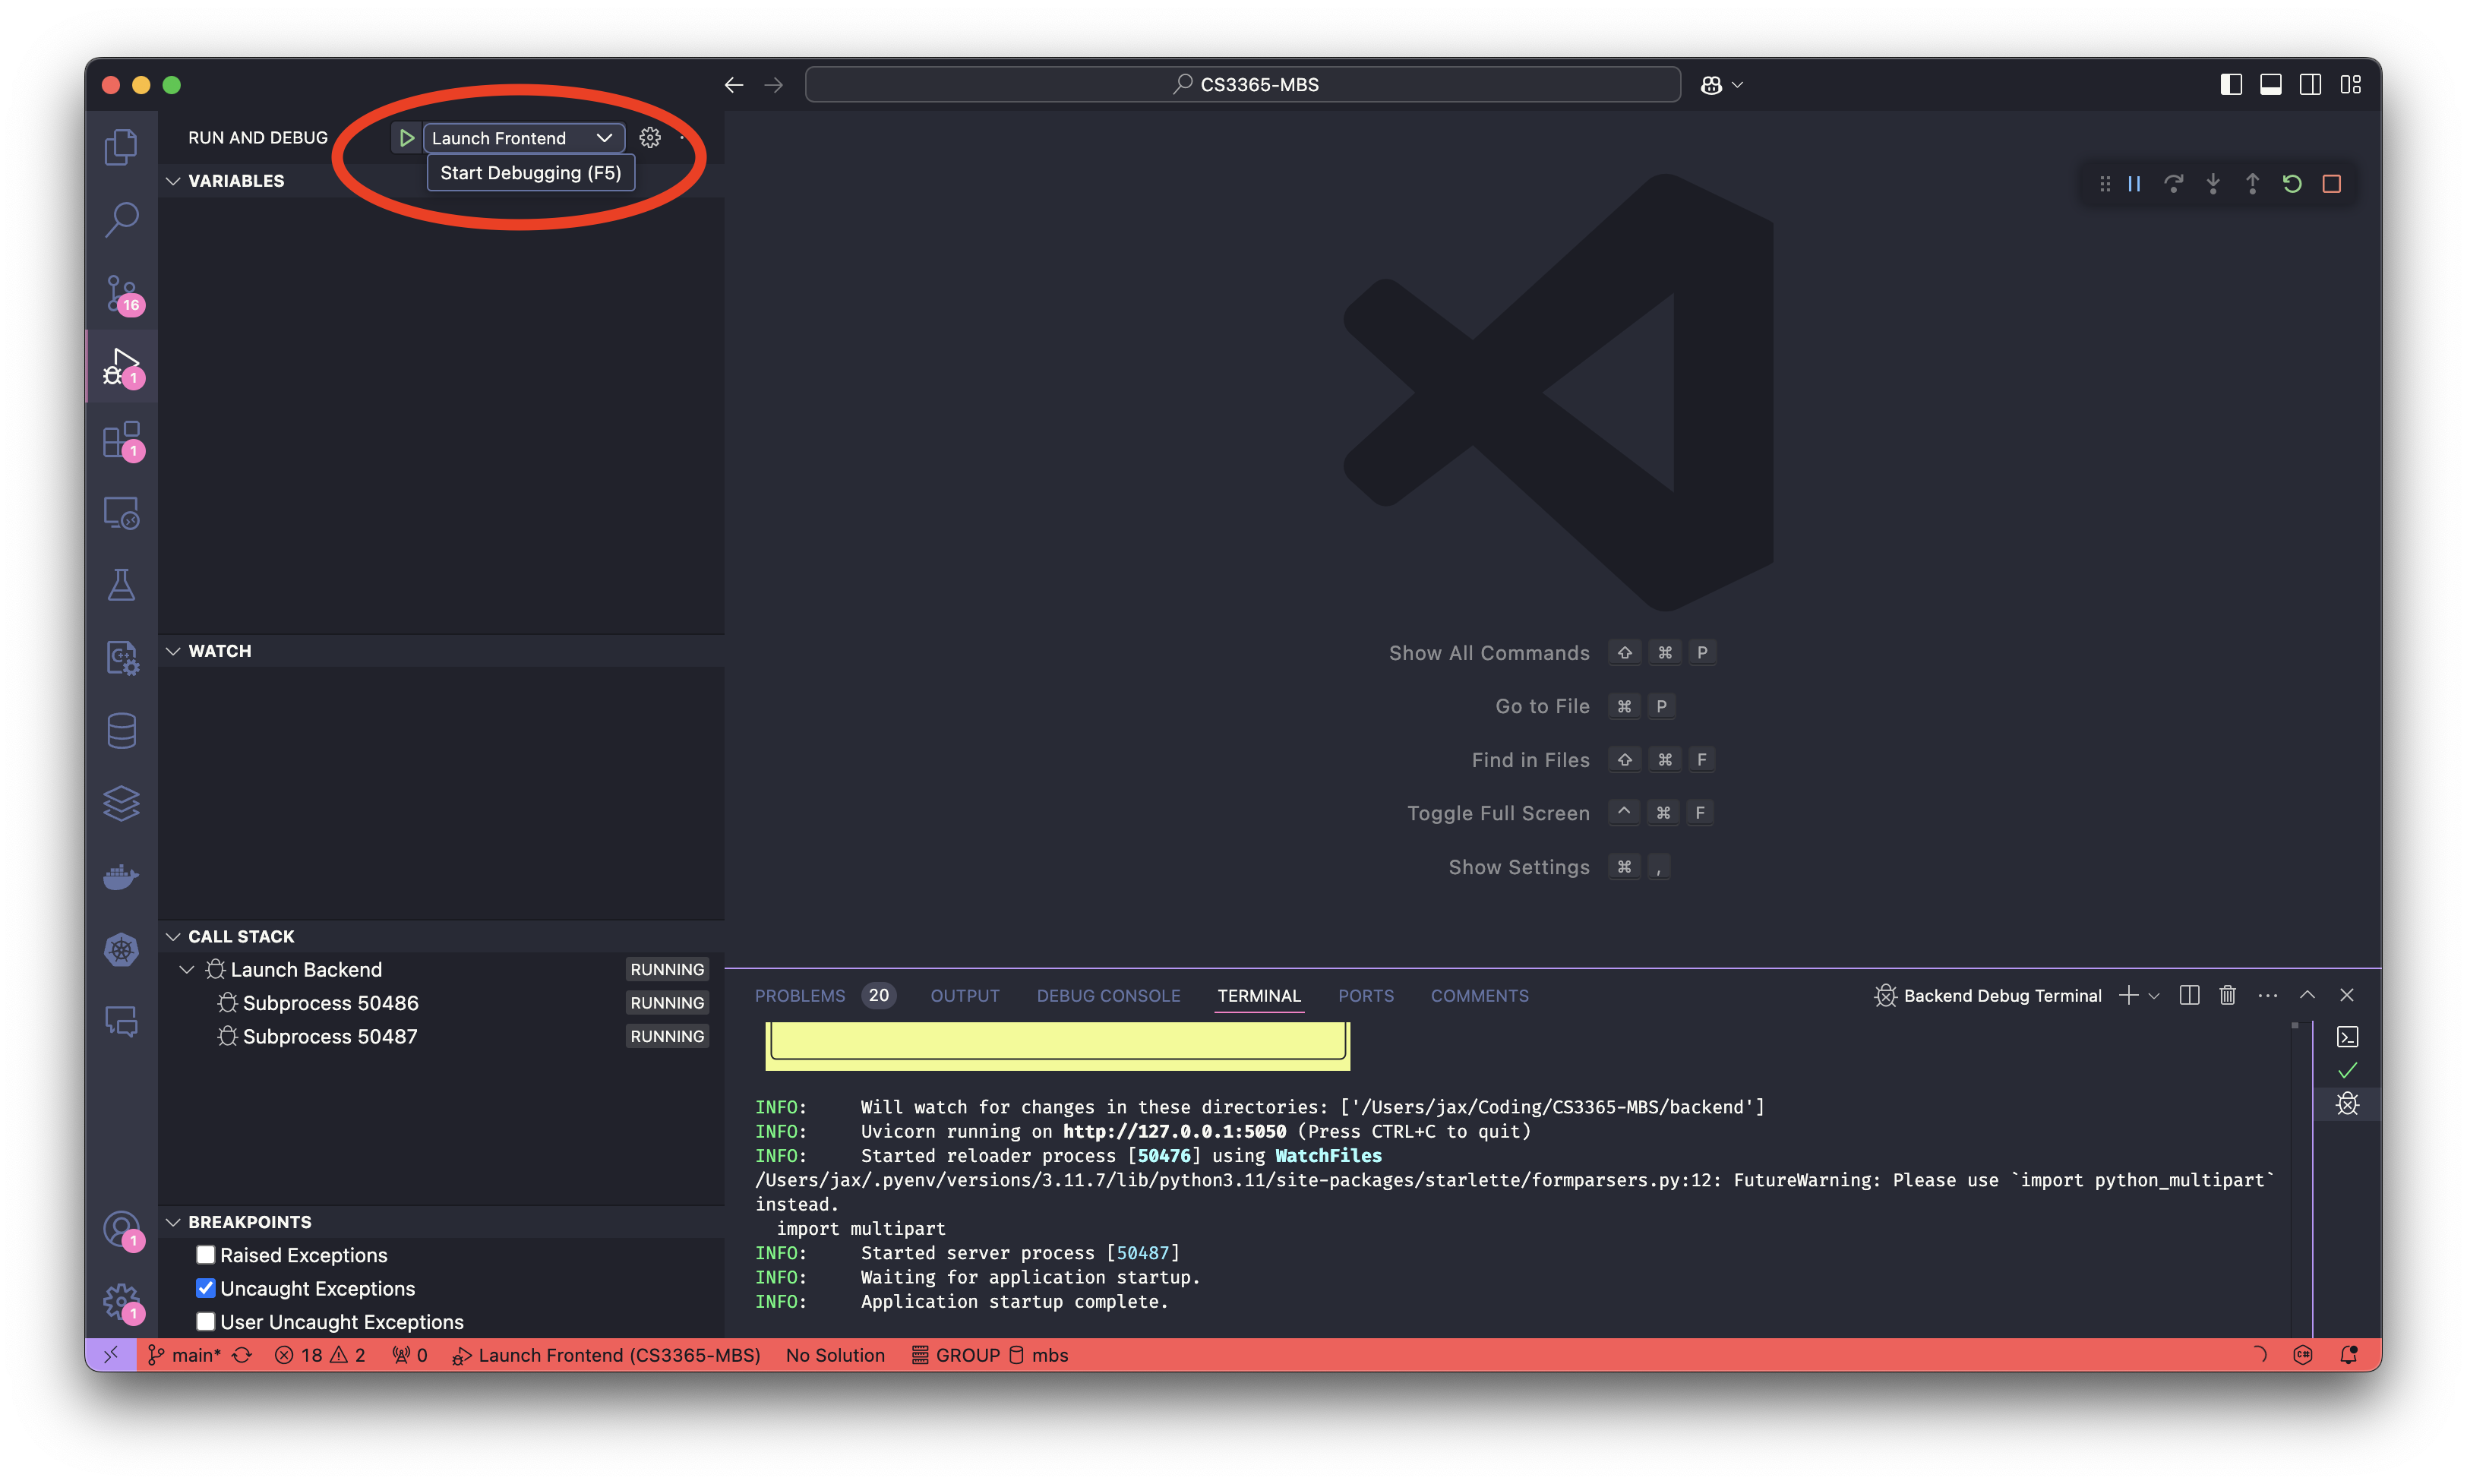 CS3365-MBS
RUN AND DEBUG
Launch Frontend
Start Debugging (F5)
VARIABLES
16
1
1
C++
WATCH
Show All Commands ⇧ ⌘ P
Go to File ⌘ P
Find in Files ⇧ ⌘ F
Toggle Full Screen ^ ⌘ F
Show Settings ⌘ ,
CALL STACK
Launch Backend RUNNING
Subprocess 50486 RUNNING
Subprocess 50487 RUNNING
BREAKPOINTS
Raised Exceptions
Uncaught Exceptions
User Uncaught Exceptions
1
1
PROBLEMS 20 OUTPUT DEBUG CONSOLE TERMINAL PORTS COMMENTS
Backend Debug Terminal
INFO: Will watch for changes in these directories: ['/Users/jax/Coding/CS3365-MBS/backend']
INFO: Uvicorn running on http://127.0.0.1:5050 (Press CTRL+C to quit)
INFO: Started reloader process [50476] using WatchFiles
/Users/jax/.pyenv/versions/3.11.7/lib/python3.11/site-packages/starlette/formparsers.py:12: FutureWarning: Please use `import python_multipart`
instead.
import multipart
INFO: Started server process [50487]
INFO: Waiting for application startup.
INFO: Application startup complete.
main* 18 2 0 Launch Frontend (CS3365-MBS) No Solution GROUP mbs
C#